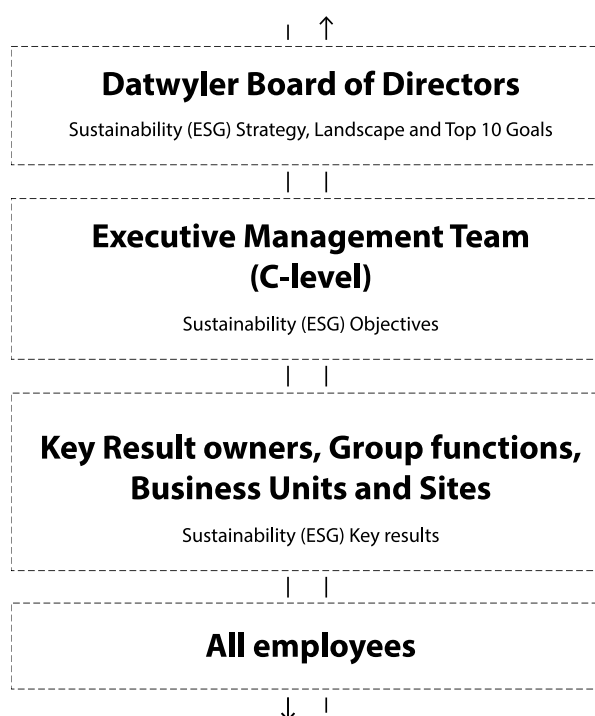 Datwyler Board of Directors
Sustainability (ESG) Strategy, Landscape and Top 10 Goals
Executive Management Team
(C-level)
Sustainability (ESG) Objectives
Key Result owners, Group functions,
Business Units and Sites
Sustainability (ESG) Key results
All employees